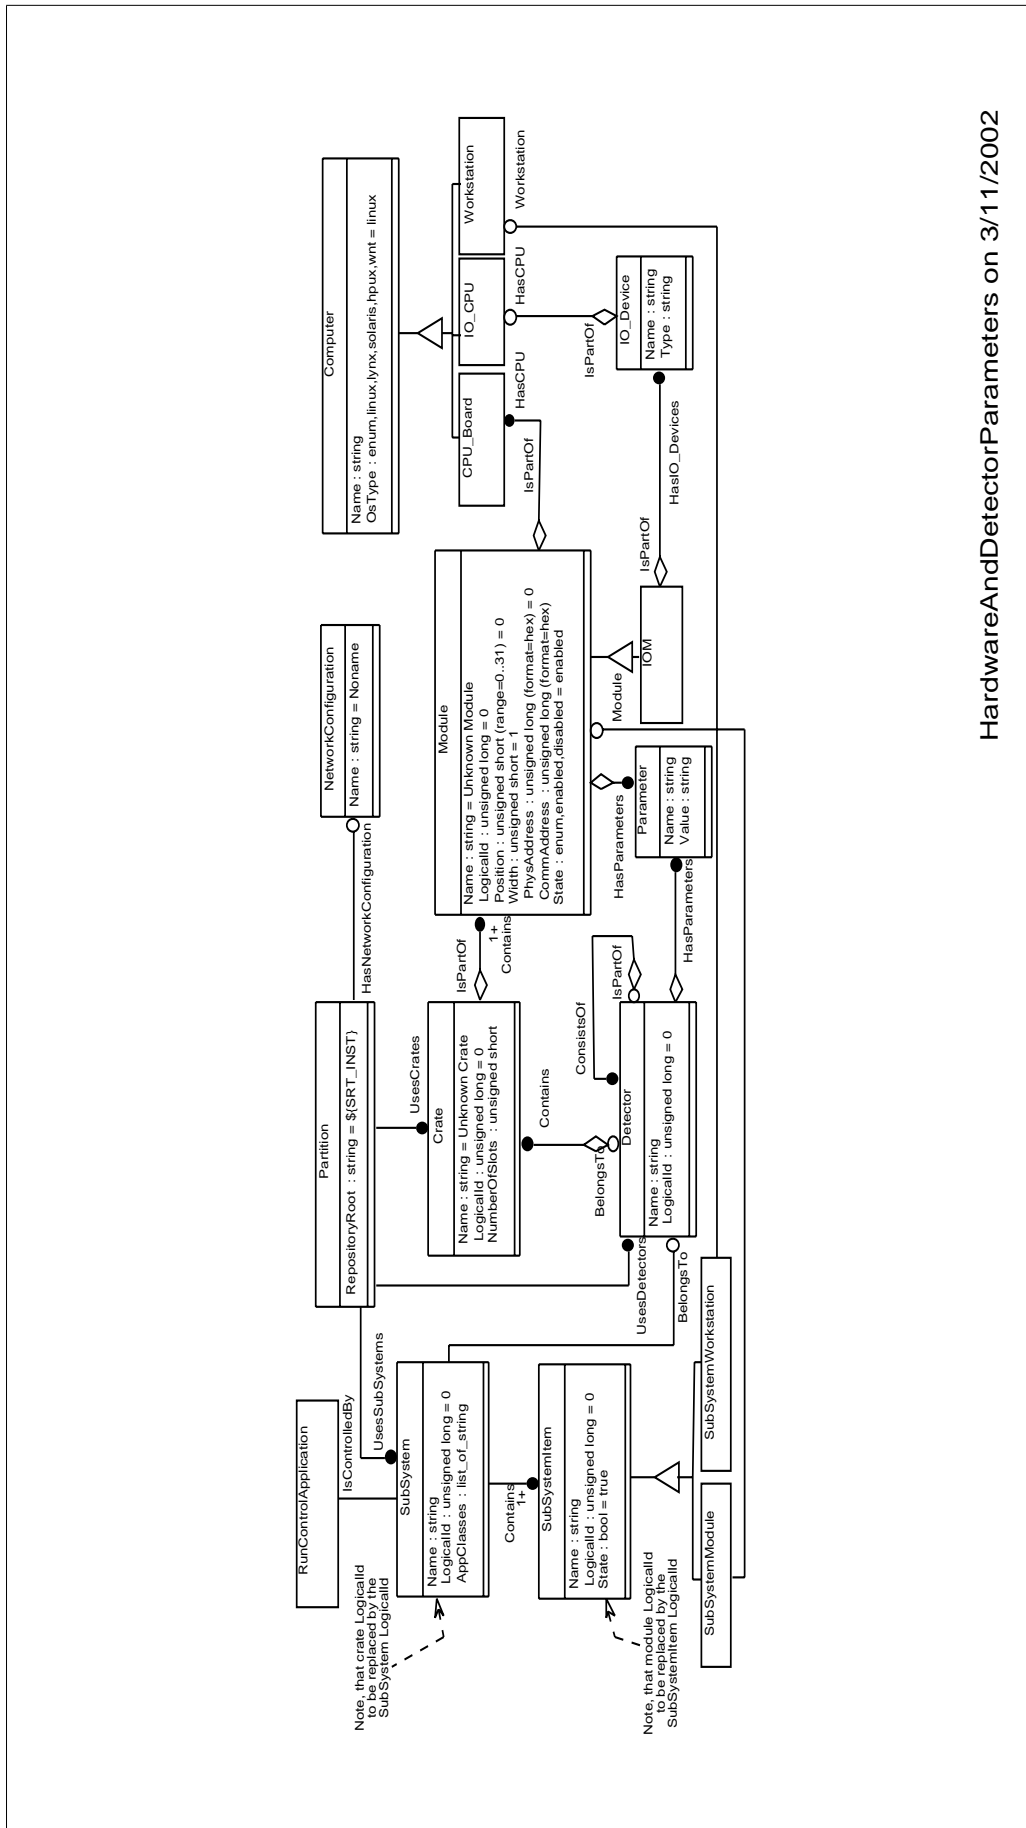 RunControlApplication
IsControlledBy
UsesSubSystems
Note, that crate LogicalId
to be replaced by the
SubSystem LogicalId
SubSystem
Name : string
LogicalId : unsigned long = 0
AppClasses : list_of_string
Contains
1+
SubSystemItem
Name : string
LogicalId : unsigned long = 0
State : bool = true
Note, that module LogicalId
to be replaced by the
SubSystemItem LogicalId
SubSystemModule
SubSystemWorkstation
Partition
RepositoryRoot : string = ${SRT_INST}
HasNetworkConfiguration
NetworkConfiguration
Name : string = Noname
UsesCrates
Crate
Name : string = Unknown Crate
LogicalId : unsigned long = 0
NumberOfSlots : unsigned short
IsPartOf
1+
Contains
Contains
BelongsTo
ConsistsOf
IsPartOf
Detector
Name : string
LogicalId : unsigned long = 0
UsesDetectors
BelongsTo
HasParameters
HasParameters
Parameter
Name : string
Value : string
Module
Name : string = Unknown Module
LogicalId : unsigned long = 0
Position : unsigned short (range=0..31) = 0
Width : unsigned short = 1
PhysAddress : unsigned long (format=hex) = 0
CommAddress : unsigned long (format=hex)
State : enum,enabled,disabled = enabled
Module
IOM
IsPartOf
HasIO_Devices
Computer
Name : string
OsType : enum,linux,lynx,solaris,hpux,wnt = linux
CPU_Board
IO_CPU
Workstation
IsPartOf
HasCPU
HasCPU
Workstation
IsPartOf
IO_Device
Name : string
Type : string
HardwareAndDetectorParameters on 3/11/2002